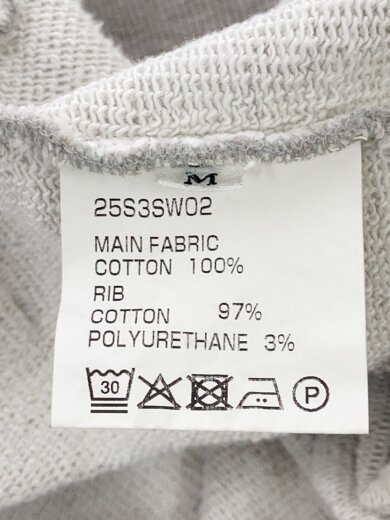 M
25S3SW02
MAIN FABRIC
COTTON 100%
RIB
COTTON 97%
POLYURETHANE 3%
30 P